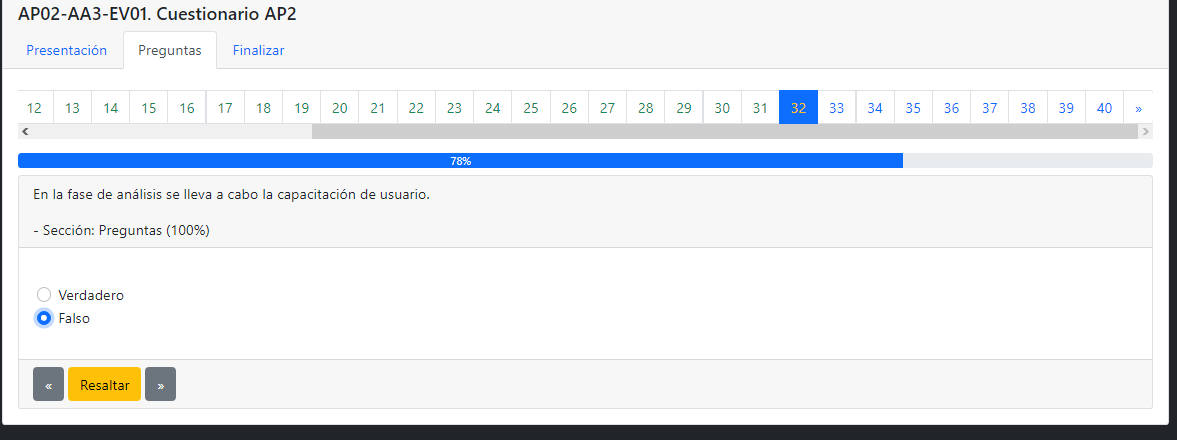 AP02-AA3-EV01. Cuestionario AP2
Presentación Preguntas Finalizar
12 13 14 15 16 17 18 19 20 21 22 23 24 25 26 27 28 29 30 31 32 33 34 35 36 37 38 39 40 »
78%
En la fase de análisis se lleva a cabo la capacitación de usuario.
- Sección: Preguntas (100%)
Verdadero
Falso
« Resaltar »